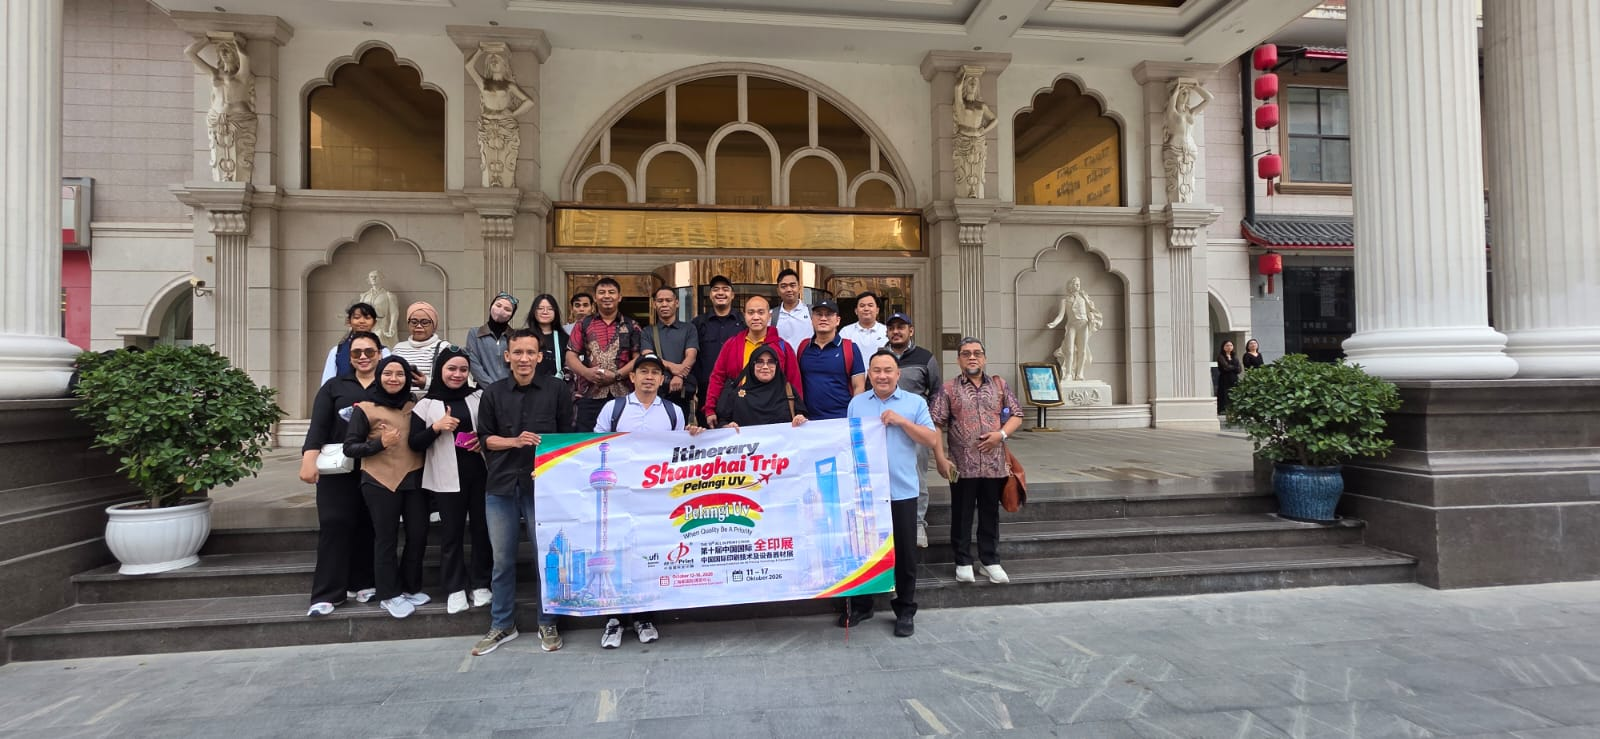 Itinerary
Shanghai Trip
Pelangi UV
Pelangi Uv
When Quality Be A Priority
第十届中国国际 全印展
中国国际印刷技术及设备器材展
ufi
Print
11 - 17
Oktober 2026